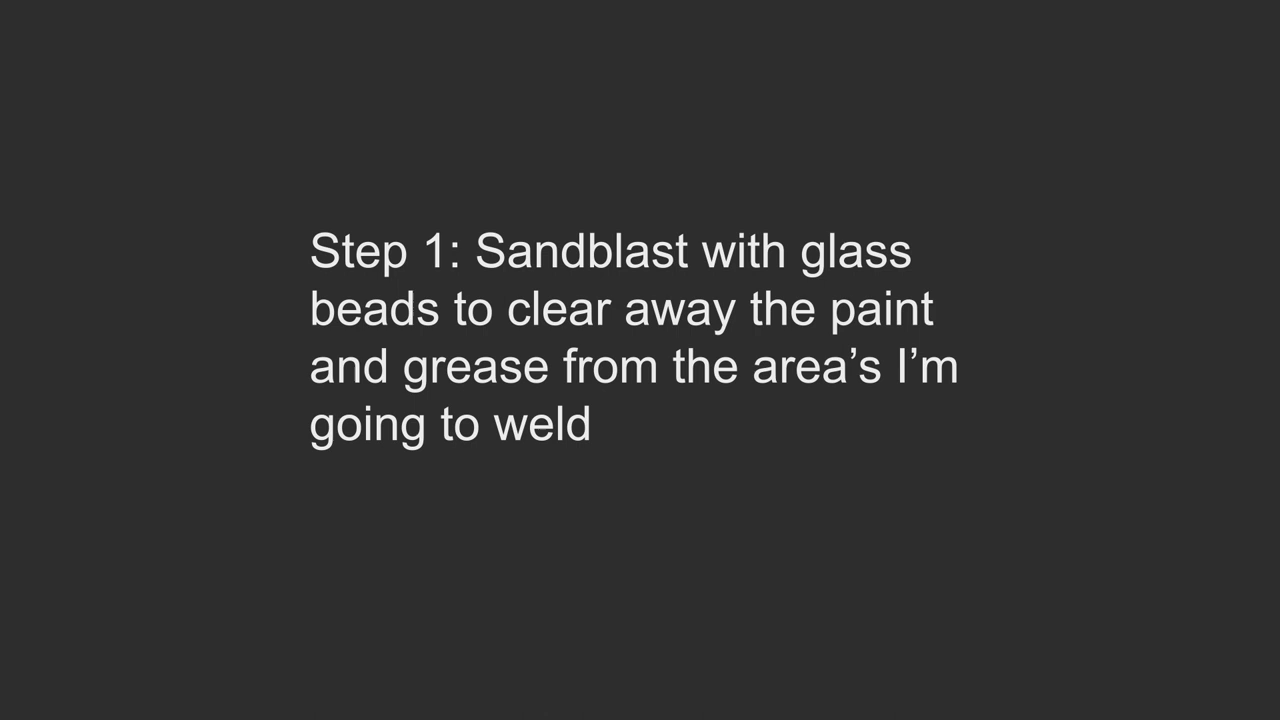 Step 1: Sandblast with glass
beads to clear away the paint
and grease from the area’s I’m
going to weld